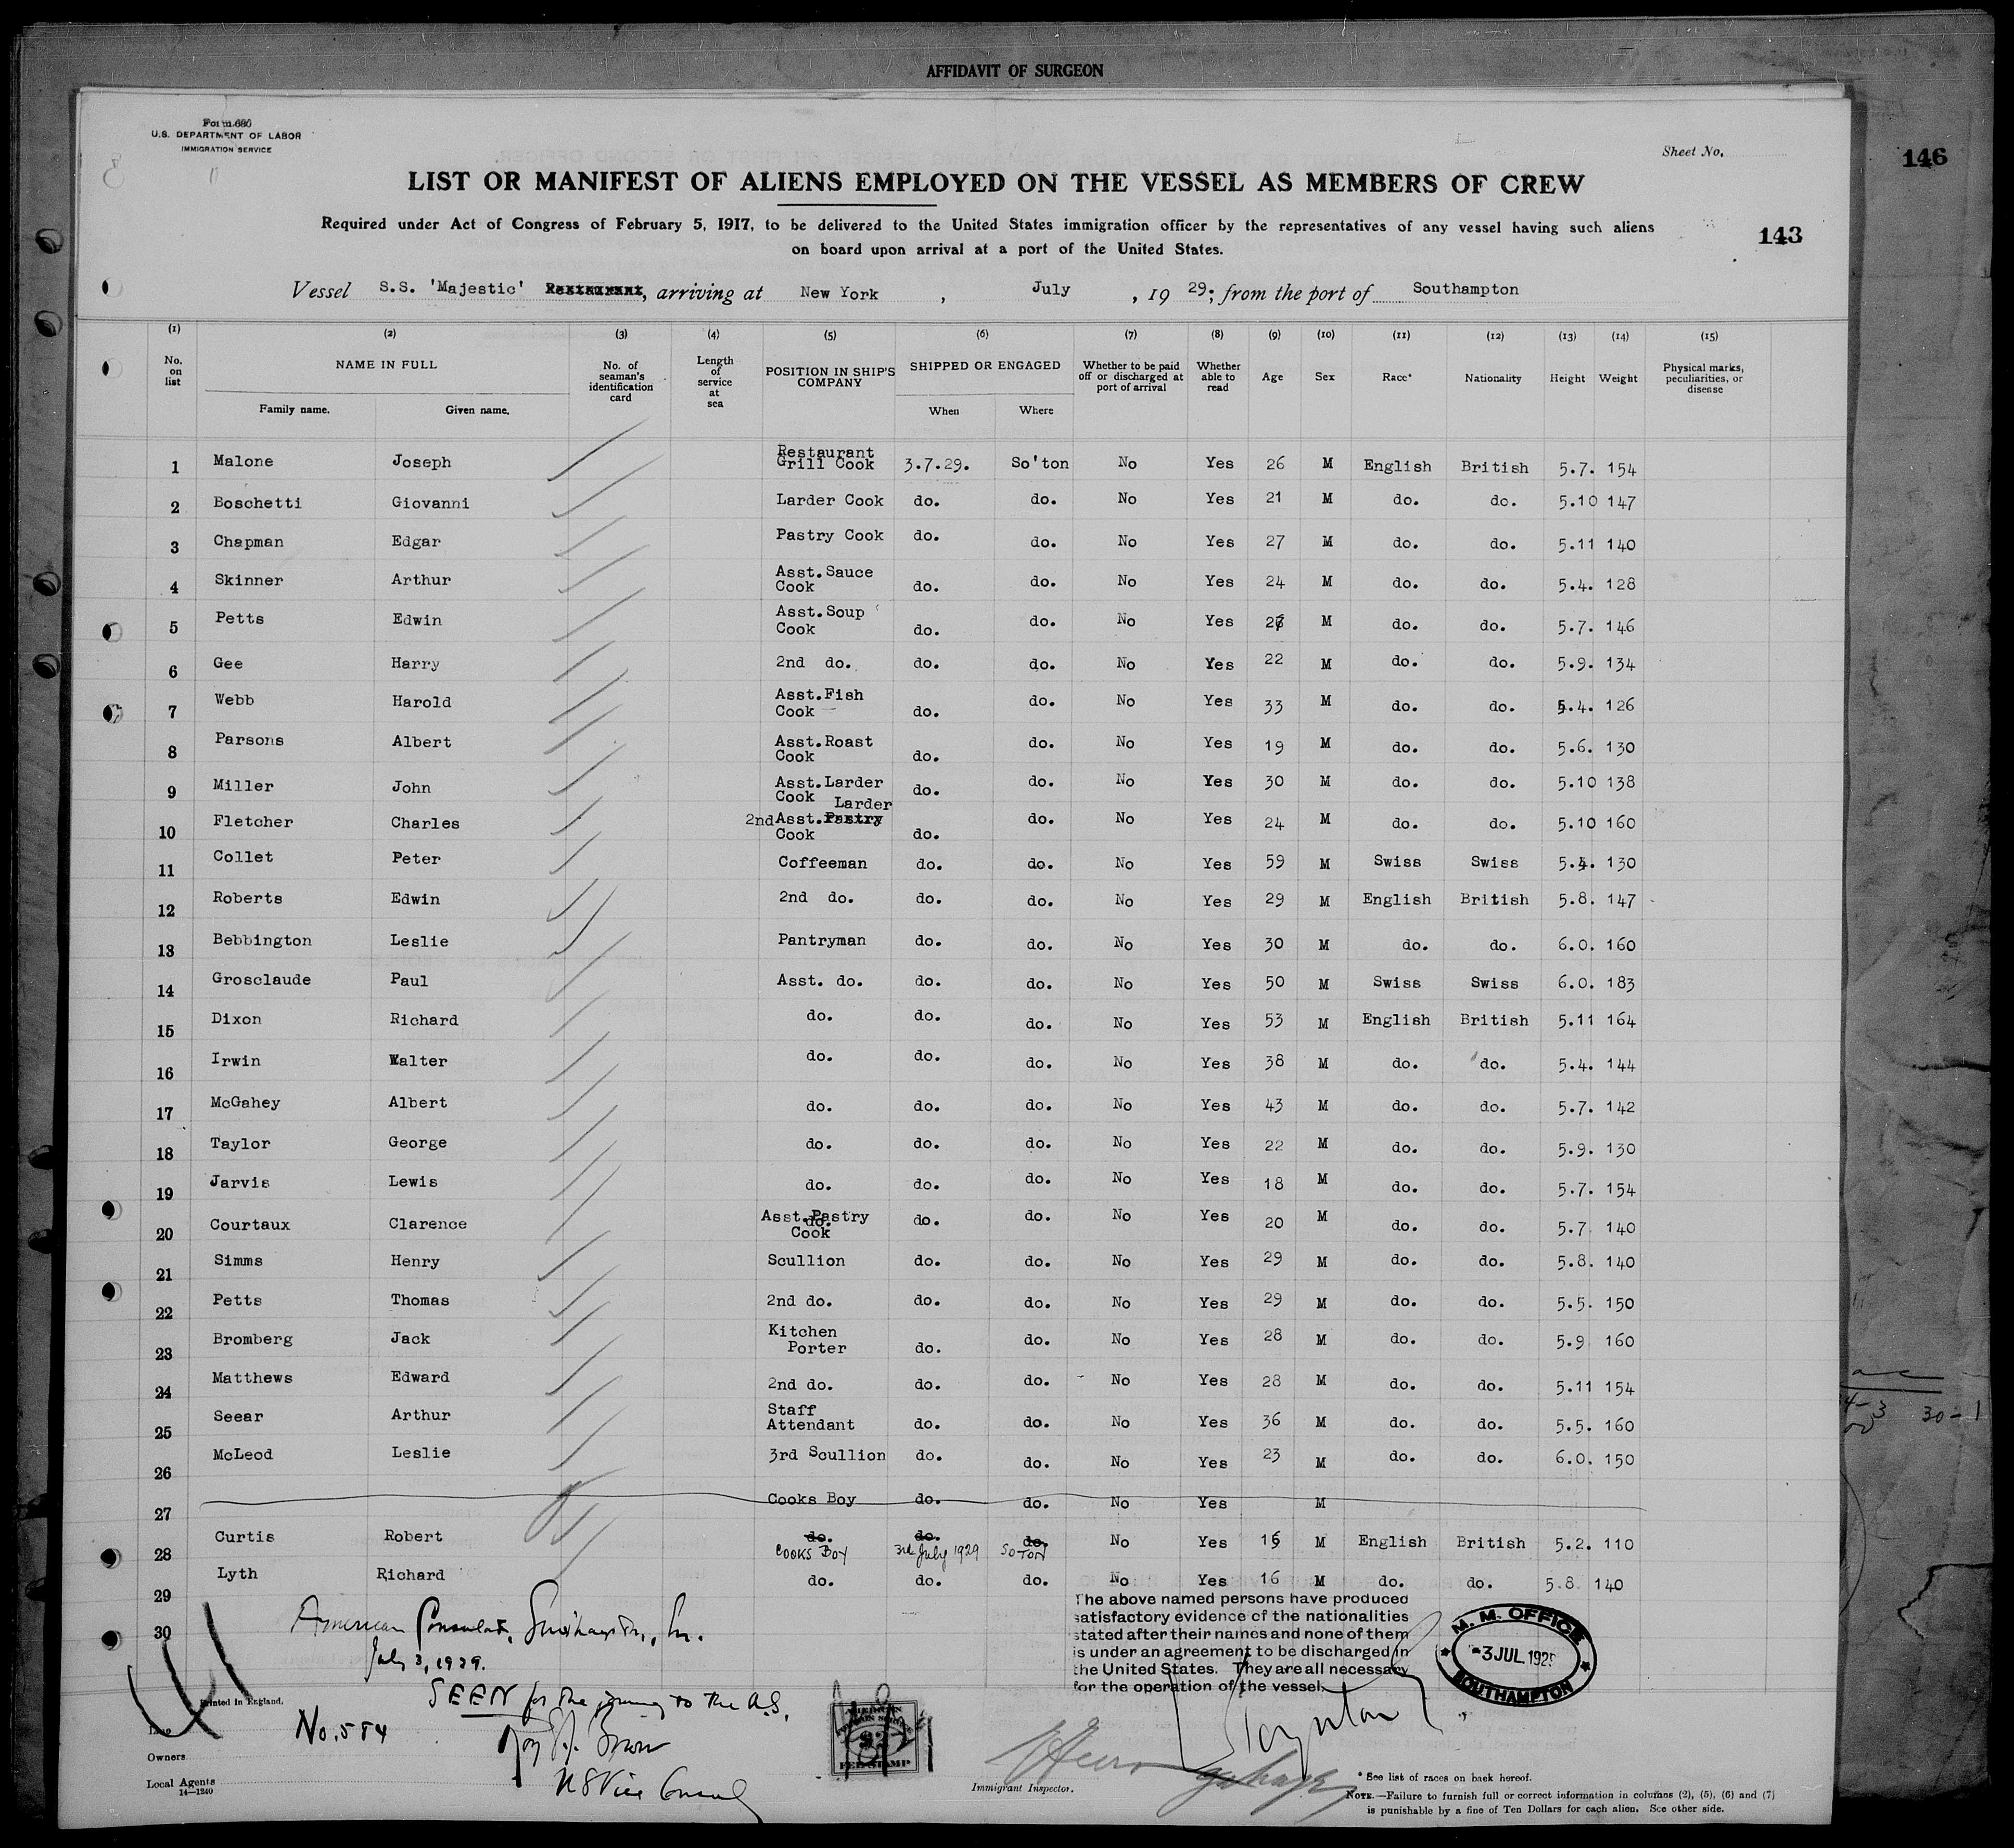 AFFIDAVIT OF SURGEON
Form 680
U.S. DEPARTMENT OF LABOR
IMMIGRATION SERVICE
Sheet No.
146
LIST OR MANIFEST OF ALIENS EMPLOYED ON THE VESSEL AS MEMBERS OF CREW
Required under Act of Congress of February 5, 1917, to be delivered to the United States immigration officer by the representatives of any vessel having such aliens
on board upon arrival at a port of the United States.
143
Vessel S.S. 'Majestic' Restaurant, arriving at New York , July , 19 29; from the port of Southampton
(1) (2) (3) (4) (5) (6) (7) (8) (9) (10) (11) (12) (13) (14) (15)
No. on list NAME IN FULL Family name. Given name. No. of seaman's identification card Length of service at sea POSITION IN SHIP'S COMPANY SHIPPED OR ENGAGED When Where Whether to be paid off or discharged at port of arrival Whether able to read Age Sex Race* Nationality Height Weight Physical marks, peculiarities, or disease
1 Malone Joseph Restaurant Grill Cook 3.7.29. So'ton No Yes 26 M English British 5.7. 154
2 Boschetti Giovanni Larder Cook do. do. No Yes 21 M do. do. 5.10 147
3 Chapman Edgar Pastry Cook do. do. No Yes 27 M do. do. 5.11 140
4 Skinner Arthur Asst.Sauce Cook do. do. No Yes 24 M do. do. 5.4. 128
5 Petts Edwin Asst.Soup Cook do. do. No Yes M do. do. 5.7. 146
6 Gee Harry 2nd do. do. do. No Yes 22 M do. do. 5.9. 134
7 Webb Harold Asst.Fish Cook do. do. No Yes 33 M do. do. 5.4. 126
8 Parsons Albert Asst.Roast Cook do. do. No Yes 19 M do. do. 5.6. 130
9 Miller John Asst.Larder Cook do. do. No Yes 30 M do. do. 5.10 138
10 Fletcher Charles 2nd Asst.Pastry Larder Cook do. do. No Yes 24 M do. do. 5.10 160
11 Collet Peter Coffeeman do. do. No Yes 59 M Swiss Swiss 5.4. 130
12 Roberts Edwin 2nd do. do. do. No Yes 29 M English British 5.8. 147
13 Bebbington Leslie Pantryman do. do. No Yes 30 M do. do. 6.0. 160
14 Grosclaude Paul Asst. do. do. do. No Yes 50 M Swiss Swiss 6.0. 183
15 Dixon Richard do. do. do. No Yes 53 M English British 5.11 164
16 Irwin Walter do. do. do. No Yes 38 M do. do. 5.4. 144
17 McGahey Albert do. do. do. No Yes 43 M do. do. 5.7. 142
18 Taylor George do. do. do. No Yes 22 M do. do. 5.9. 130
19 Jarvis Lewis do. do. do. No Yes 18 M do. do. 5.7. 154
20 Courtaux Clarence Asst.Pastry do. Cook do. do. No Yes 20 M do. do. 5.7. 140
21 Simms Henry Scullion do. do. No Yes 29 M do. do. 5.8. 140
22 Petts Thomas 2nd do. do. do. No Yes 29 M do. do. 5.5. 150
23 Bromberg Jack Kitchen Porter do. do. No Yes 28 M do. do. 5.9 160
24 Matthews Edward 2nd do. do. do. No Yes 28 M do. do. 5.11 154
25 Seear Arthur Staff Attendant do. do. No Yes 36 M do. do. 5.5. 160
26 McLeod Leslie 3rd Scullion do. do. No Yes 23 M do. do. 6.0. 150
27 Cooks Boy do. do. No Yes M
28 Curtis Robert do. do. do. COOKS BOY 3rd July 1929 SOTON No Yes 16 M English British 5.2. 110
29 Lyth Richard do. do. do. No Yes 16 M do. do. 5.8. 140
30
American Consulate, Southampton, En.
July 3, 1929.
SEEN for the journey to the U.S.
No. 584
Roy Brown
US Vice Consul
The above named persons have produced
satisfactory evidence of the nationalities
stated after their names and none of them
is under an agreement to be discharged in
the United States. They are all necessary
for the operation of the vessel.
M.M. OFFICE
-3 JUL. 1929
SOUTHAMPTON
Printed in England.
Line
Owners
Local Agents
14—1240
FEE STAMP
Immigrant Inspector.
* See list of races on back hereof.
NOTE.—Failure to furnish full or correct information in columns (2), (5), (6) and (7)
is punishable by a fine of Ten Dollars for each alien. See other side.
30-1